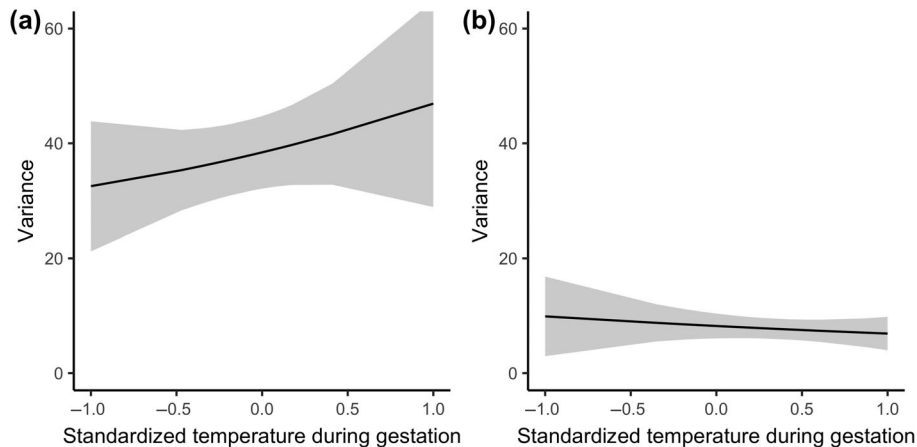 (a)
60
40
20
0
Variance
–1.0 –0.5 0.0 0.5 1.0
Standardized temperature during gestation
(b)
60
40
20
0
Variance
–1.0 –0.5 0.0 0.5 1.0
Standardized temperature during gestation